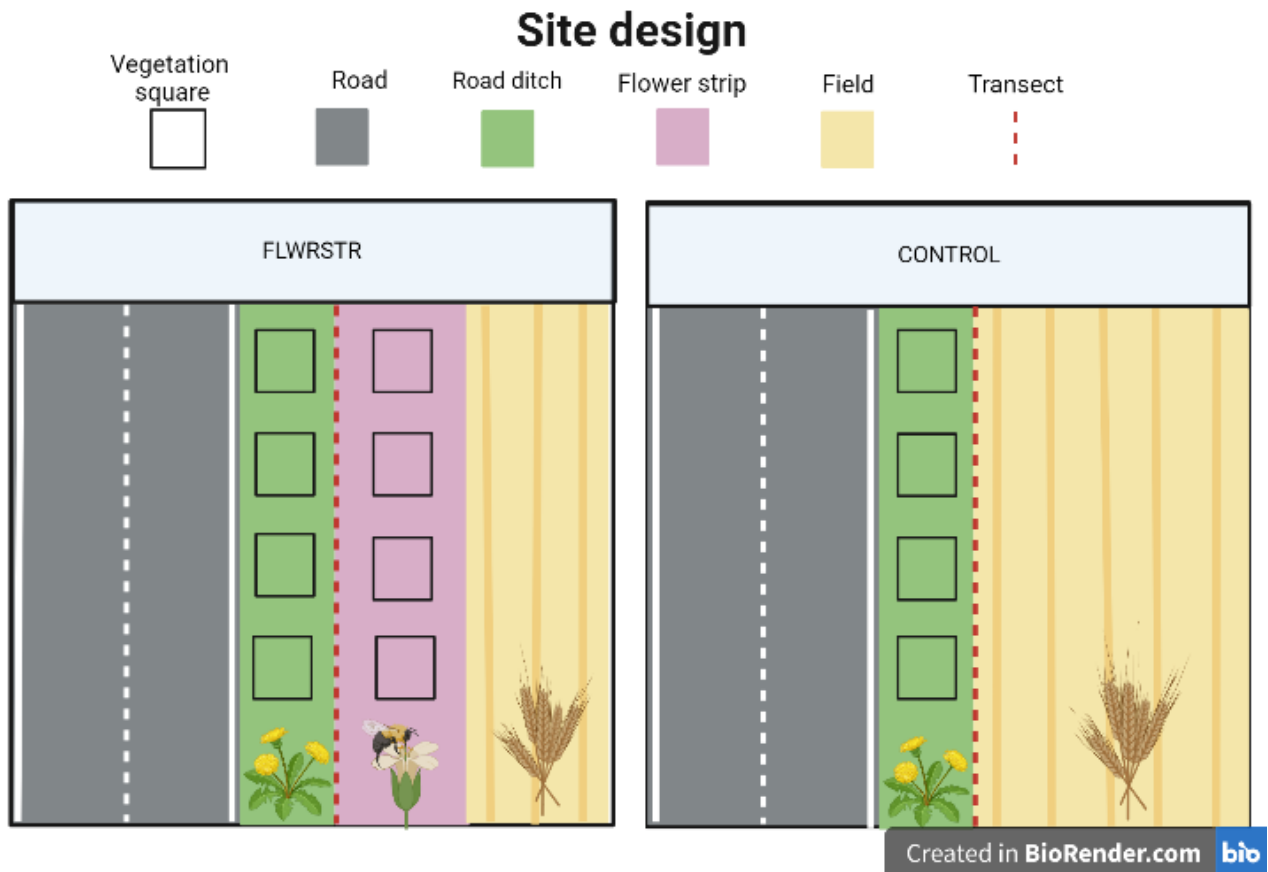 Site design
Vegetation
square
Road
Road ditch
Flower strip
Field
Transect
FLWRSTR
CONTROL
Created in BioRender.com bio